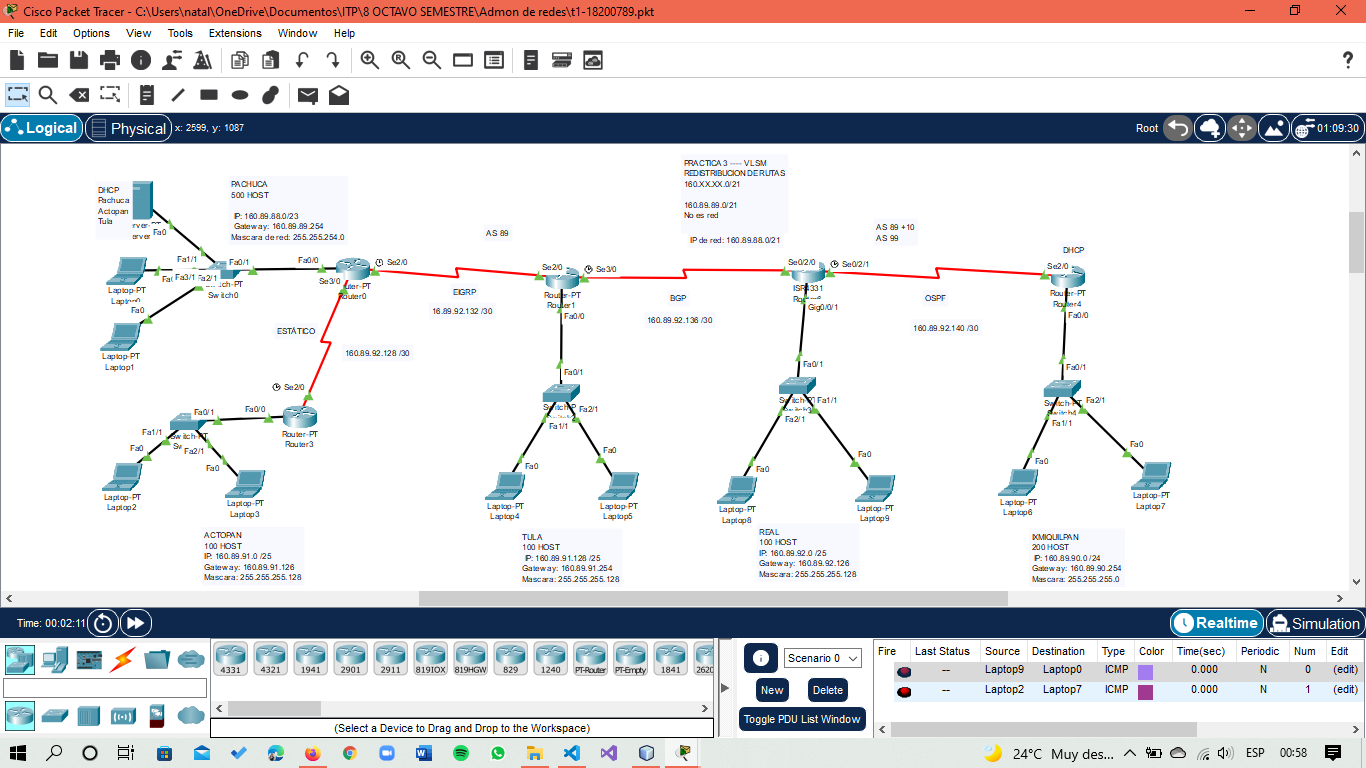 Cisco Packet Tracer - C:\Users\natal\OneDrive\Documentos\ITP\8 OCTAVO SEMESTRE\Admon de redes\t1-18200789.pkt
File Edit Options View Tools Extensions Window Help
Logical Physical x: 2599, y: 1087 Root 01:09:30
PRACTICA 3 ---- VLSM
REDISTRIBUCION DE RUTAS
160.XX.XX.0/21
160.89.89.0/21
No es red
IP de red: 160.89.88.0/21
DHCP
Pachuca
Actopan
Tula
Fa0
PACHUCA
500 HOST
IP: 160.89.88.0/23
Gateway: 160.89.89.254
Mascara de red: 255.255.254.0
AS 89
AS 89 +10
AS 99
DHCP
Fa1/1
Fa0/1
Fa3/1
Fa2/1
Switch0
Laptop-PT
Fa0
Laptop-PT
Laptop1
Fa0/0
Se2/0
Se3/0
Router0
EIGRP
16.89.92.132 /30
Se2/0
Se3/0
Router-PT
Router1
Fa0/0
BGP
160.89.92.136 /30
Se0/2/0
Se0/2/1
Gig0/0/1
OSPF
160.89.92.140 /30
Se2/0
Router-PT
Router4
Fa0/0
ESTÁTICO
160.89.92.128 /30
Se2/0
Fa0/0
Router-PT
Router3
Fa0/1
Fa1/1
Fa2/1
Fa0
Fa0
Laptop-PT
Laptop2
Laptop-PT
Laptop3
Fa0/1
Fa2/1
Fa1/1
Fa0
Fa0
Laptop-PT
Laptop4
Laptop-PT
Laptop5
Fa0/1
Fa1/1
Fa2/1
Fa0
Fa0
Laptop-PT
Laptop8
Laptop-PT
Laptop9
Fa0/1
Fa2/1
Fa1/1
Fa0
Fa0
Laptop-PT
Laptop6
Laptop-PT
Laptop7
ACTOPAN
100 HOST
IP: 160.89.91.0 /25
Gateway: 160.89.91.126
Mascara: 255.255.255.128
TULA
100 HOST
IP: 160.89.91.128 /25
Gateway: 160.89.91.254
Mascara: 255.255.255.128
REAL
100 HOST
IP: 160.89.92.0 /25
Gateway: 160.89.92.126
Mascara: 255.255.255.128
IXMIQUILPAN
200 HOST
IP: 160.89.90.0 /24
Gateway: 160.89.90.254
Mascara: 255.255.255.0
Time: 00:02:11 Realtime Simulation
4331 4321 1941 2901 2911 819IOX 819HGW 829 1240 PT-Router PT-Empty 1841 2620
(Select a Device to Drag and Drop to the Workspace)
Scenario 0
New Delete
Toggle PDU List Window
Fire Last Status Source Destination Type Color Time(sec) Periodic Num Edit
-- Laptop9 Laptop0 ICMP 0.000 N 0 (edit)
-- Laptop2 Laptop7 ICMP 0.000 N 1 (edit)
24°C Muy des... ESP 00:58